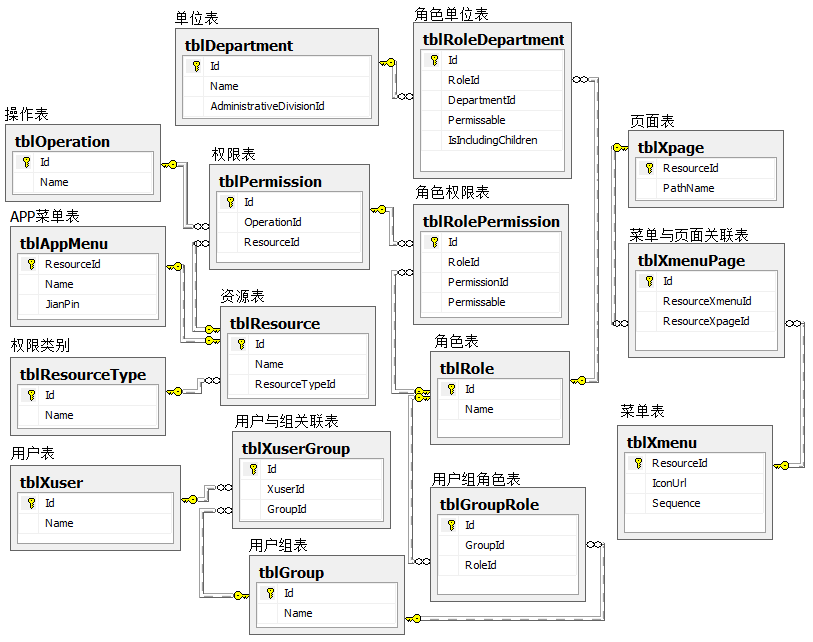 单位表
tblDepartment
Id
Name
AdministrativeDivisionId
角色单位表
tblRoleDepartment
Id
RoleId
DepartmentId
Permissable
IsIncludingChildren
操作表
tblOperation
Id
Name
权限表
tblPermission
Id
OperationId
ResourceId
页面表
tblXpage
ResourceId
PathName
角色权限表
tblRolePermission
Id
RoleId
PermissionId
Permissable
APP菜单表
tblAppMenu
ResourceId
Name
JianPin
菜单与页面关联表
tblXmenuPage
Id
ResourceXmenuId
ResourceXpageId
资源表
tblResource
Id
Name
ResourceTypeId
权限类别
tblResourceType
Id
Name
角色表
tblRole
Id
Name
用户与组关联表
tblXuserGroup
Id
XuserId
GroupId
菜单表
tblXmenu
ResourceId
IconUrl
Sequence
用户表
tblXuser
Id
Name
用户组角色表
tblGroupRole
Id
GroupId
RoleId
用户组表
tblGroup
Id
Name